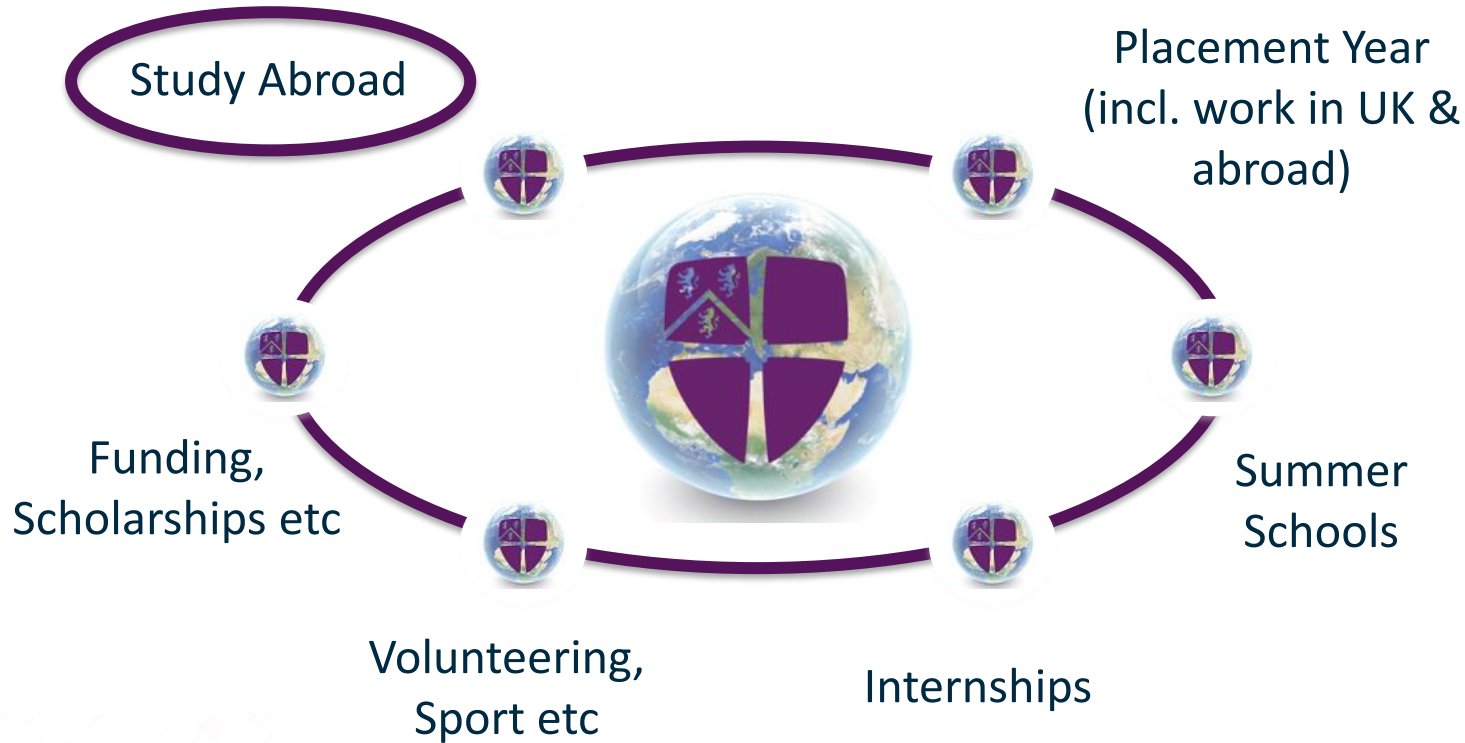 Study Abroad
Placement Year
(incl. work in UK &
abroad)
Summer
Schools
Internships
Volunteering,
Sport etc
Funding,
Scholarships etc